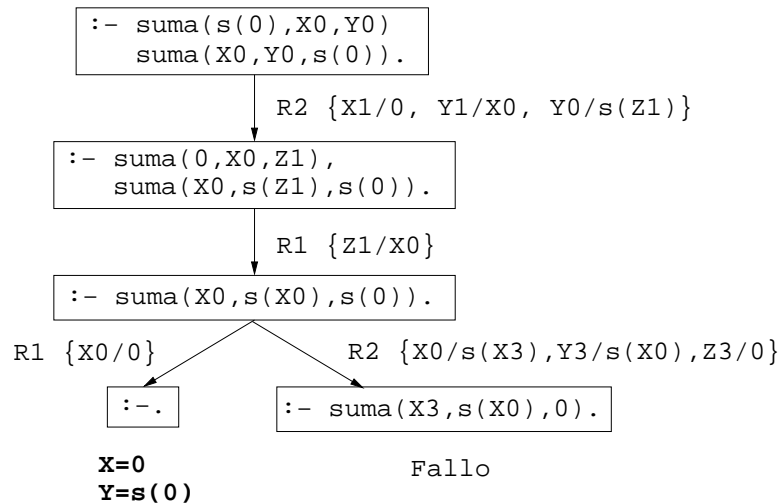 :- suma(s(0),X0,Y0)
suma(X0,Y0,s(0)).
R2 {X1/0, Y1/X0, Y0/s(Z1)}
:- suma(0,X0,Z1),
suma(X0,s(Z1),s(0)).
R1 {Z1/X0}
:- suma(X0,s(X0),s(0)).
R1 {X0/0}
R2 {X0/s(X3),Y3/s(X0),Z3/0}
:-.
:- suma(X3,s(X0),0).
X=0
Y=s(0)
Fallo